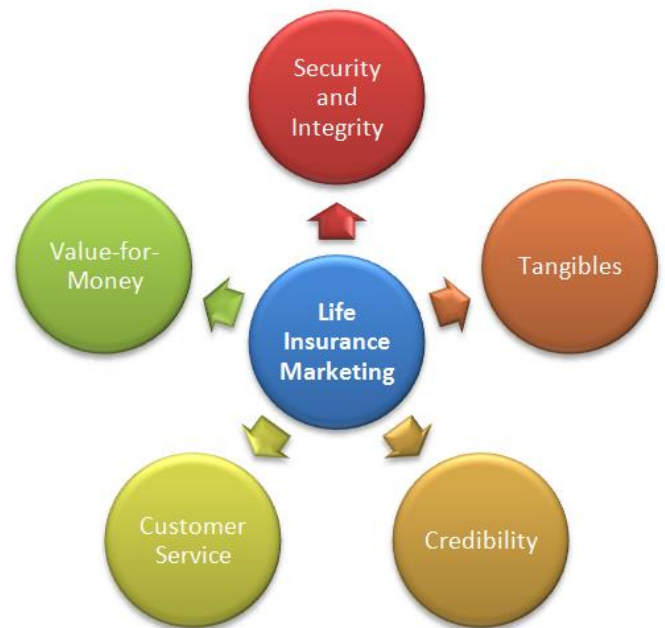 Security
and
Integrity
Value-for-
Money
Tangibles
Life
Insurance
Marketing
Customer
Service
Credibility